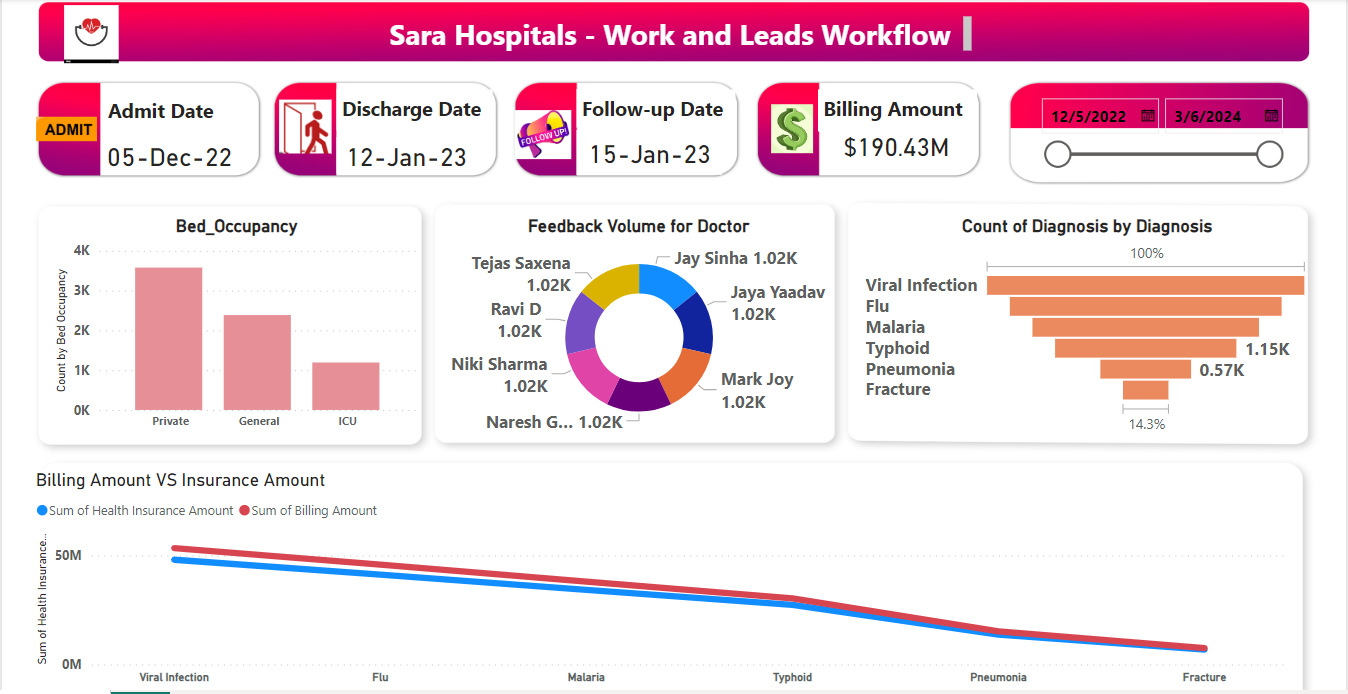 Sara Hospitals - Work and Leads Workflow
ADMIT
Admit Date
05-Dec-22
Discharge Date
12-Jan-23
FOLLOW UP!
Follow-up Date
15-Jan-23
Billing Amount
$190.43M
12/5/2022
3/6/2024
Bed_Occupancy
Count by Bed Occupancy
4K
3K
2K
1K
0K
Private
General
ICU
Feedback Volume for Doctor
Jay Sinha 1.02K
Jaya Yaadav
1.02K
Mark Joy
1.02K
Naresh G... 1.02K
Niki Sharma
1.02K
Ravi D
1.02K
Tejas Saxena
1.02K
Count of Diagnosis by Diagnosis
100%
Viral Infection
Flu
Malaria
Typhoid
1.15K
Pneumonia
0.57K
Fracture
14.3%
Billing Amount VS Insurance Amount
Sum of Health Insurance Amount
Sum of Billing Amount
Sum of Health Insurance...
50M
0M
Viral Infection
Flu
Malaria
Typhoid
Pneumonia
Fracture